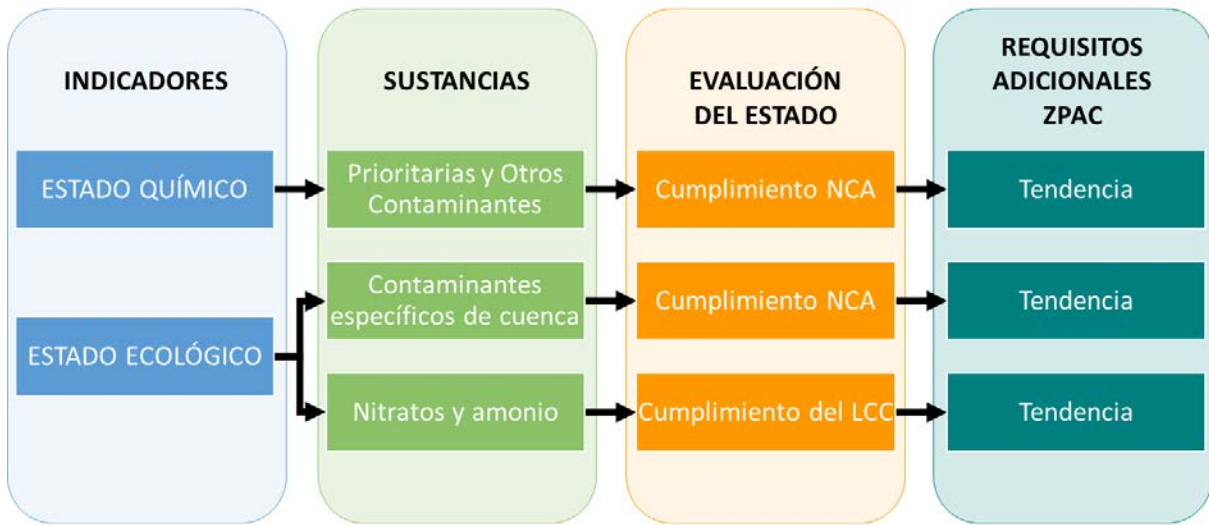 INDICADORES
SUSTANCIAS
EVALUACIÓN
DEL ESTADO
REQUISITOS
ADICIONALES
ZPAC
ESTADO QUÍMICO
Prioritarias y Otros
Contaminantes
Cumplimiento NCA
Tendencia
ESTADO ECOLÓGICO
Contaminantes
específicos de cuenca
Cumplimiento NCA
Tendencia
Nitratos y amonio
Cumplimiento del LCC
Tendencia